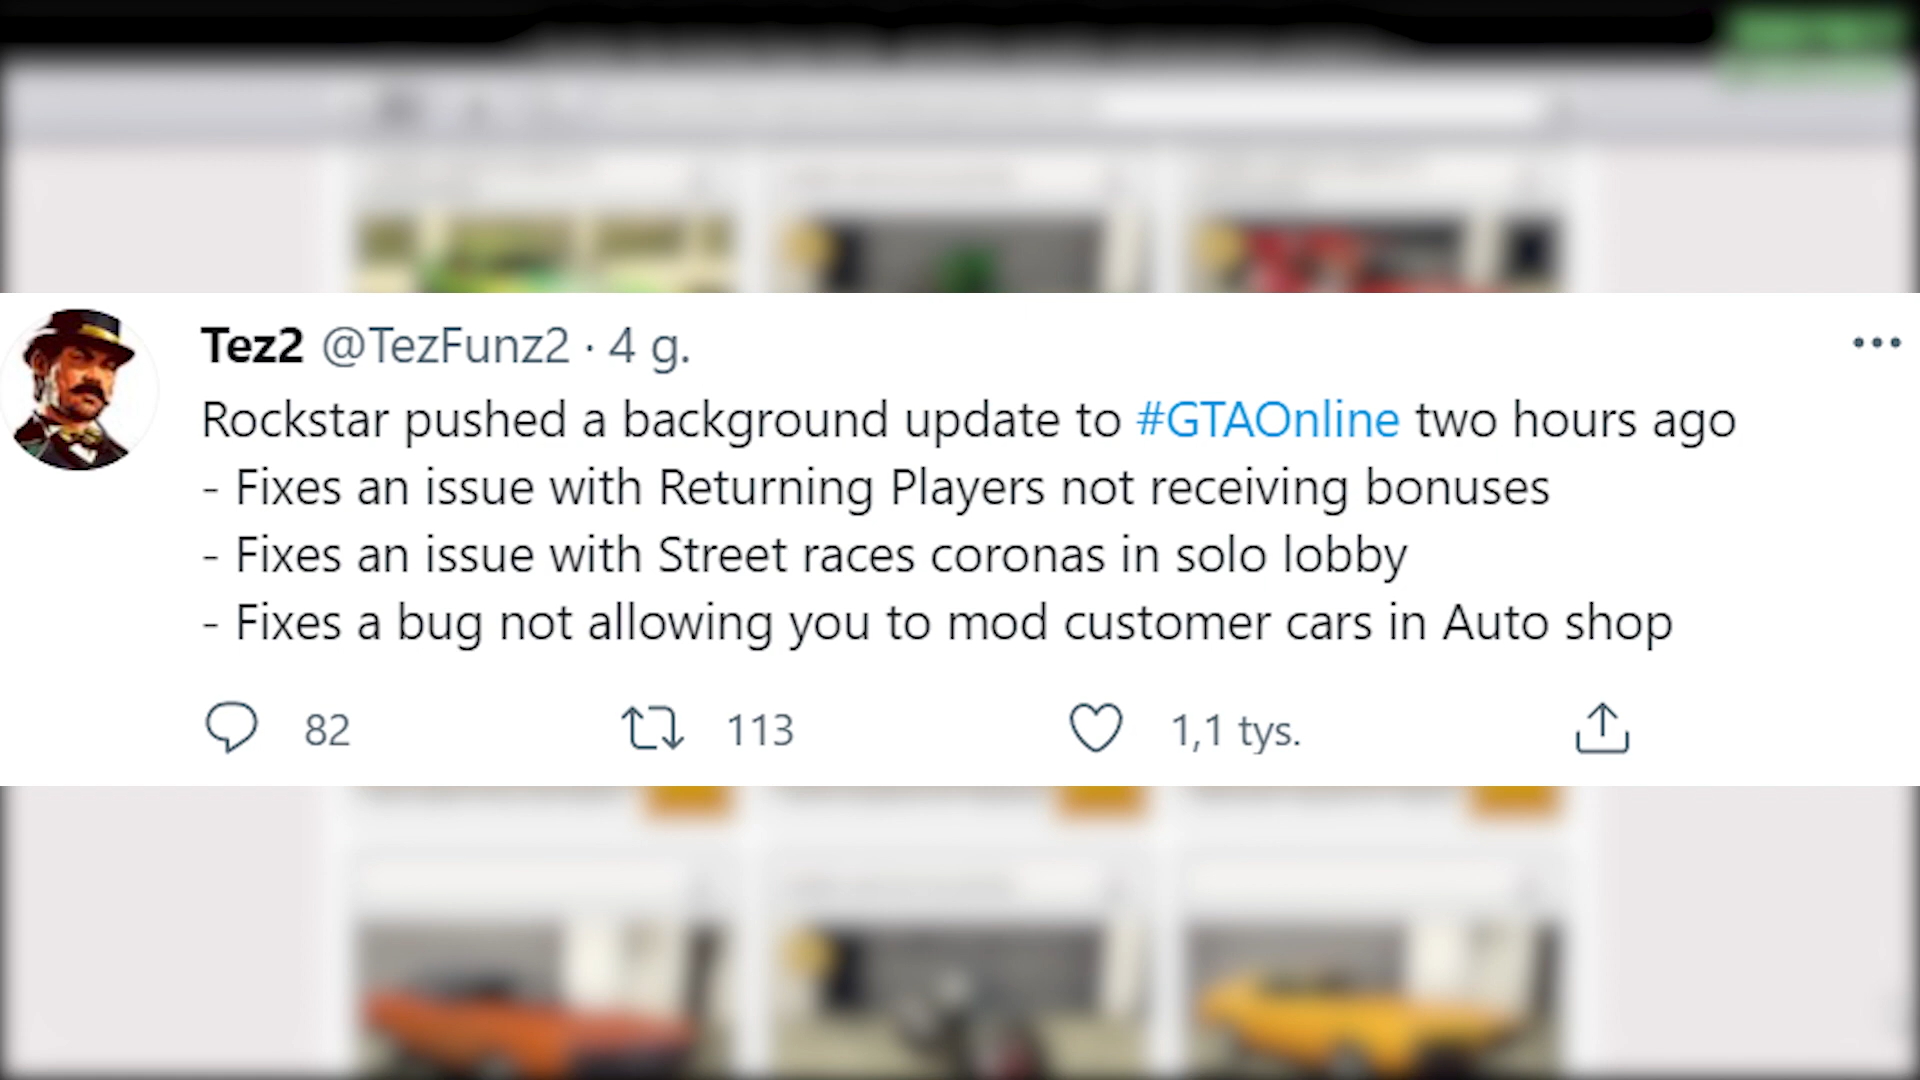 Tez2 @TezFunz2 · 4 g.
Rockstar pushed a background update to #GTAOnline two hours ago
- Fixes an issue with Returning Players not receiving bonuses
- Fixes an issue with Street races coronas in solo lobby
- Fixes a bug not allowing you to mod customer cars in Auto shop
82 113 1,1 tys.